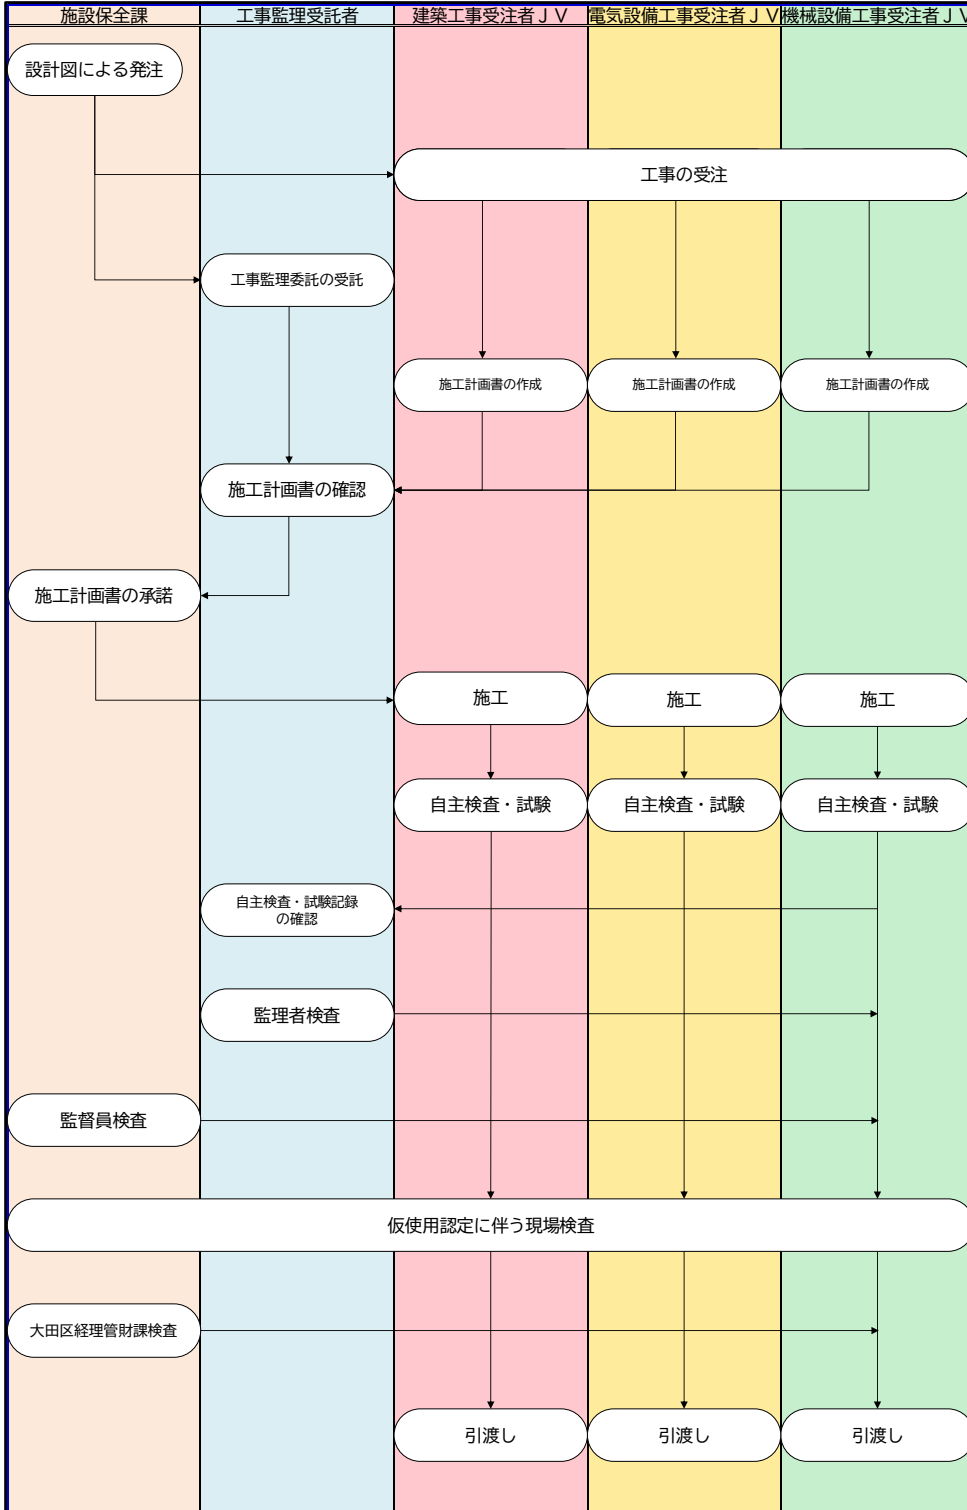 施設保全課
工事監理受託者
建築工事受注者ＪＶ
電気設備工事受注者ＪＶ
機械設備工事受注者ＪＶ
設計図による発注
工事の受注
工事監理委託の受託
施工計画書の作成
施工計画書の作成
施工計画書の作成
施工計画書の確認
施工計画書の承諾
施工
施工
施工
自主検査・試験
自主検査・試験
自主検査・試験
自主検査・試験記録
の確認
監理者検査
監督員検査
仮使用認定に伴う現場検査
大田区経理管財課検査
引渡し
引渡し
引渡し